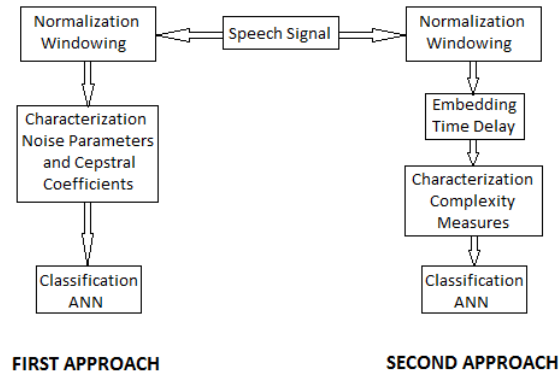 Normalization
Windowing
Speech Signal
Normalization
Windowing
Characterization
Noise Parameters
and Cepstral
Coefficients
Embedding
Time Delay
Characterization
Complexity
Measures
Classification
ANN
Classification
ANN
FIRST APPROACH
SECOND APPROACH